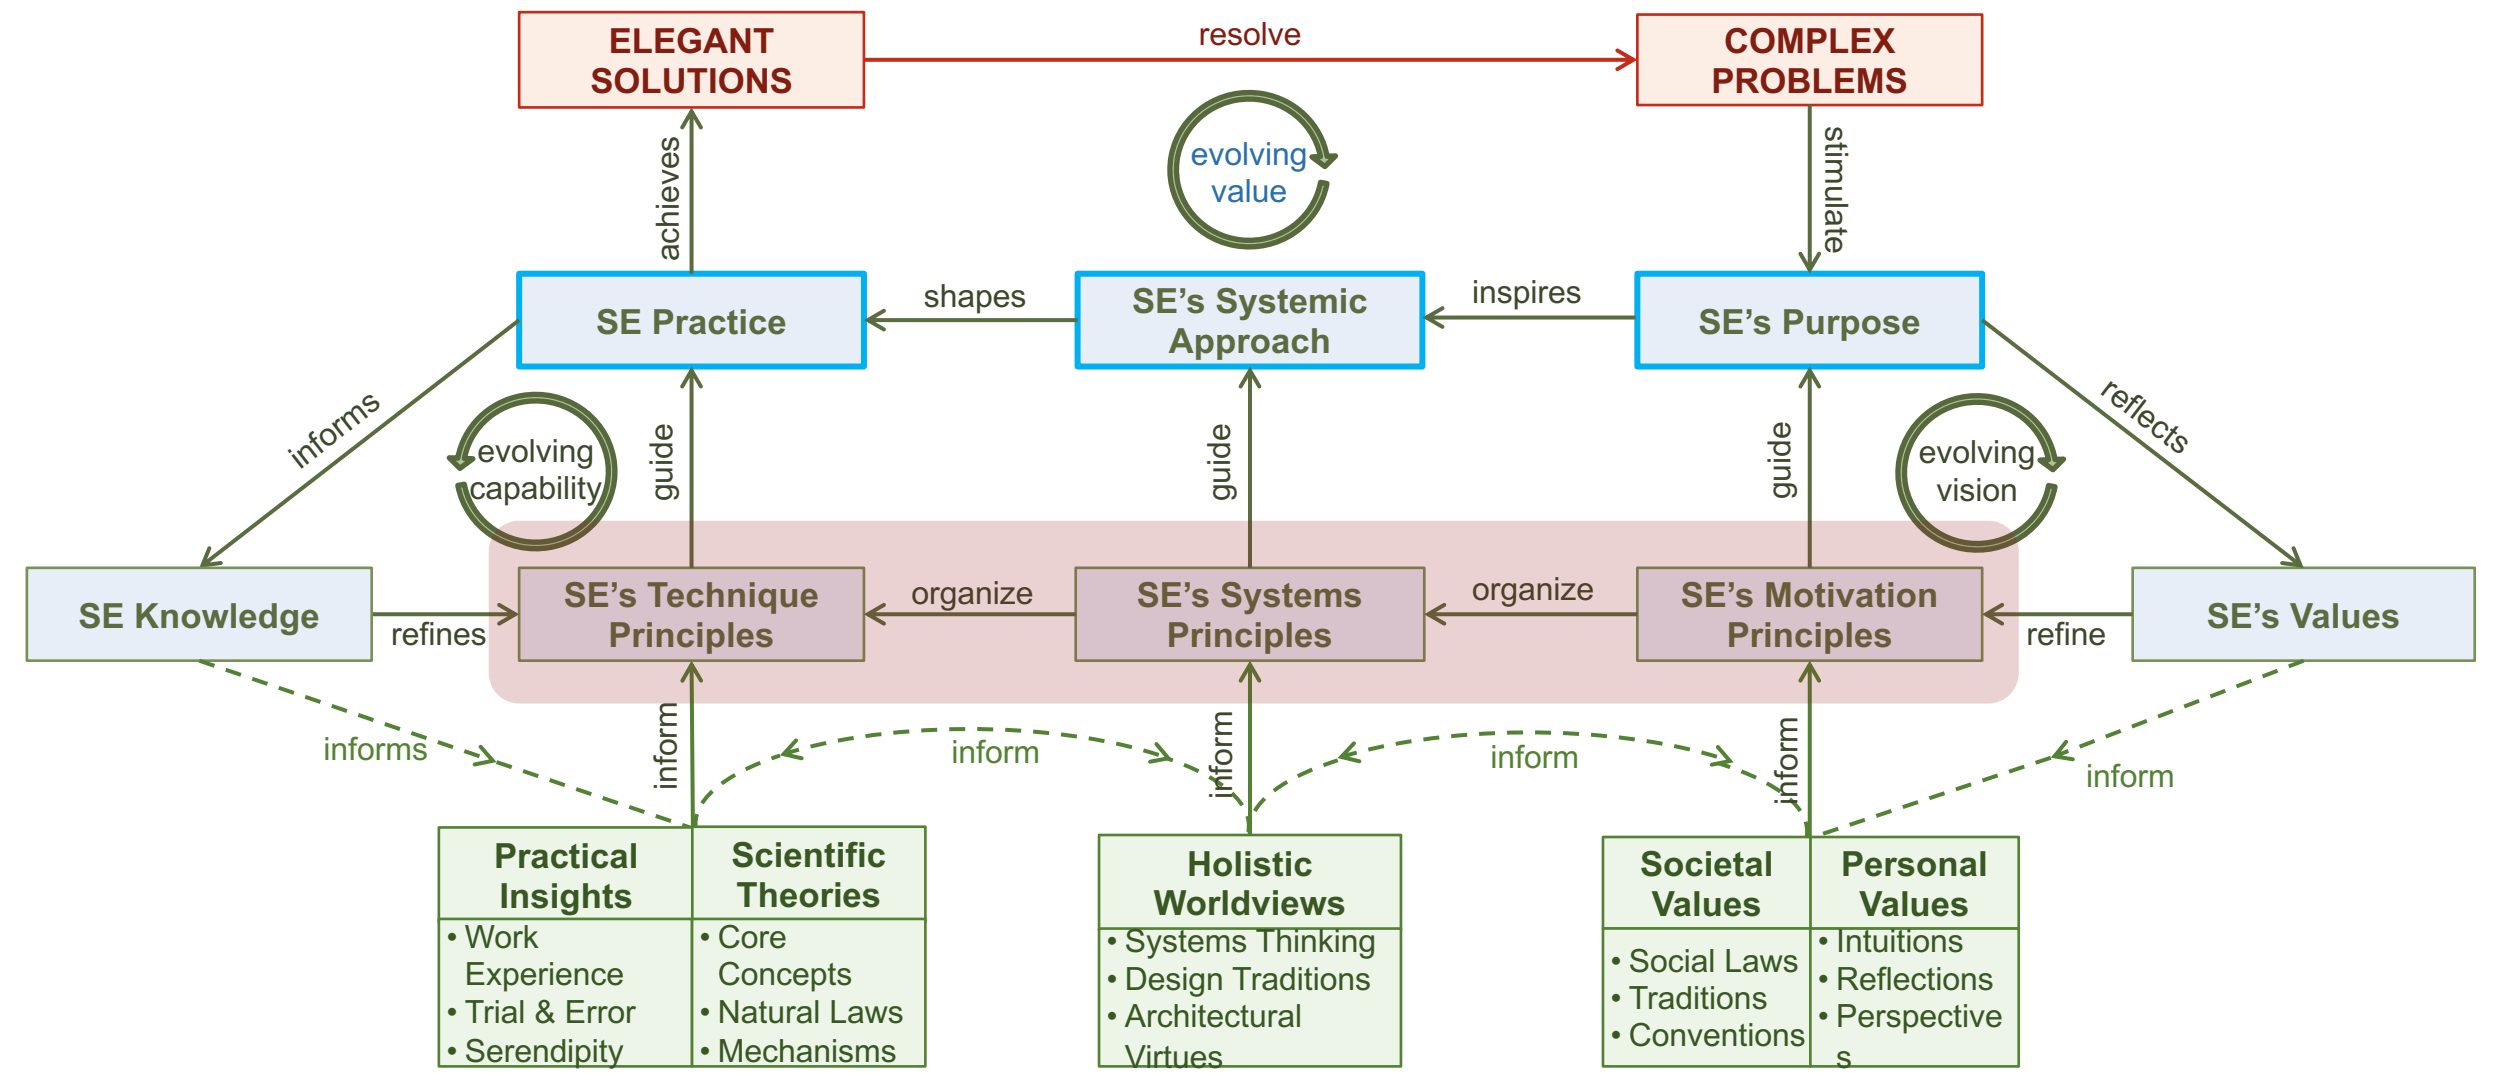 ELEGANT
SOLUTIONS
resolve
COMPLEX
PROBLEMS
achieves
evolving
value
stimulate
SE Practice
shapes
SE’s Systemic
Approach
inspires
SE’s Purpose
informs
evolving
capability
guide
guide
guide
evolving
vision
reflects
SE Knowledge
refines
SE’s Technique
Principles
organize
SE’s Systems
Principles
organize
SE’s Motivation
Principles
refine
SE’s Values
informs
inform
inform
inform
inform
inform
inform
Practical
Insights
• Work
Experience
• Trial & Error
• Serendipity
Scientific
Theories
• Core
Concepts
• Natural Laws
• Mechanisms
Holistic
Worldviews
• Systems Thinking
• Design Traditions
• Architectural
Virtues
Societal
Values
• Social Laws
• Traditions
• Conventions
Personal
Values
• Intuitions
• Reflections
• Perspective
s